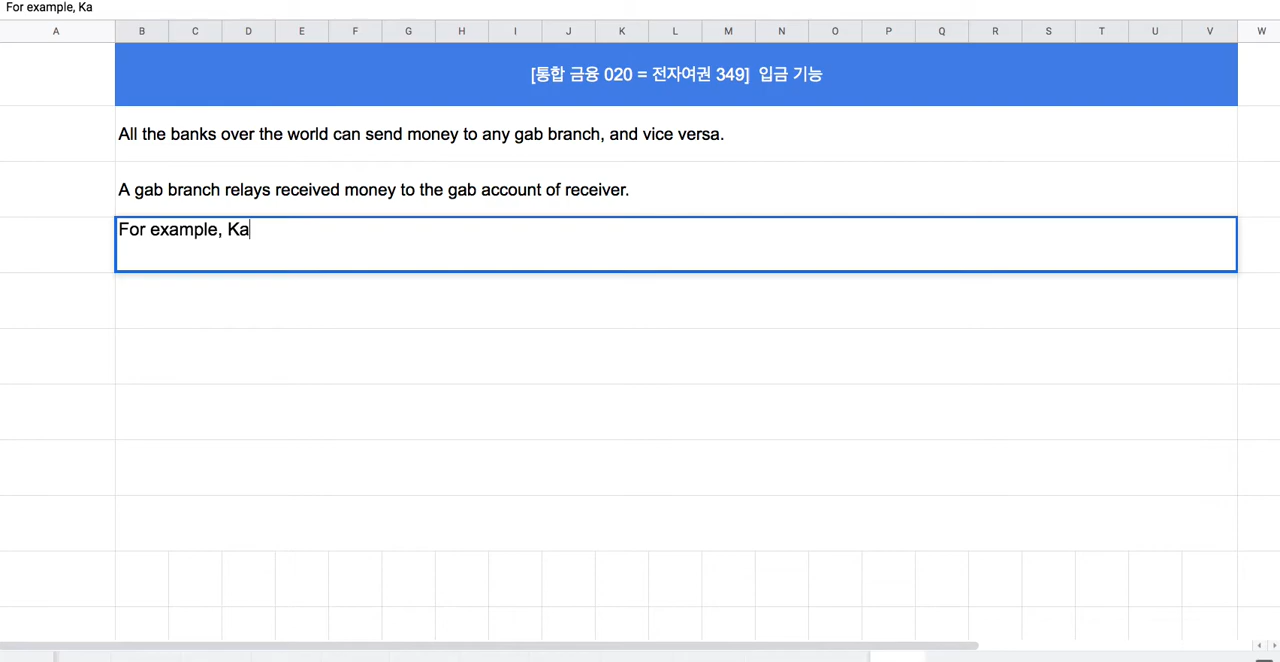 For example, Ka
A B C D E F G H I J K L M N O P Q R S T U V W
[통합 금융 020 = 전자여권 349] 입금 기능
All the banks over the world can send money to any gab branch, and vice versa.
A gab branch relays received money to the gab account of receiver.
For example, Ka